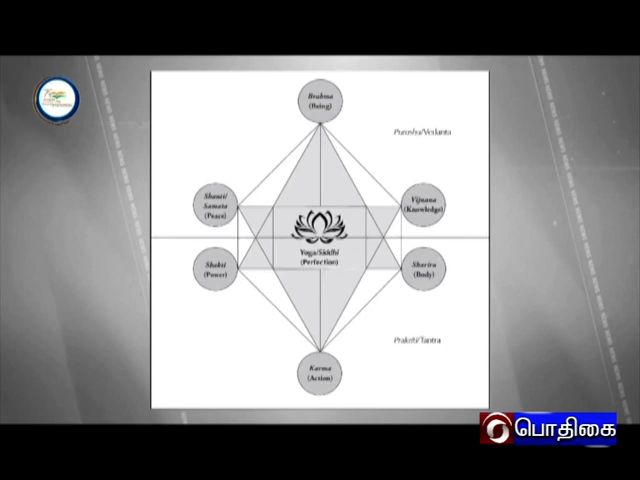 Brahma
(Being)
Purusha/Vedanta
Shanti/
Samata
(Peace)
Vijnana
(Knowledge)
Yoga/Siddhi
(Perfection)
Shakti
(Power)
Sharira
(Body)
Prakriti/Tantra
Karma
(Action)
பொதிகை